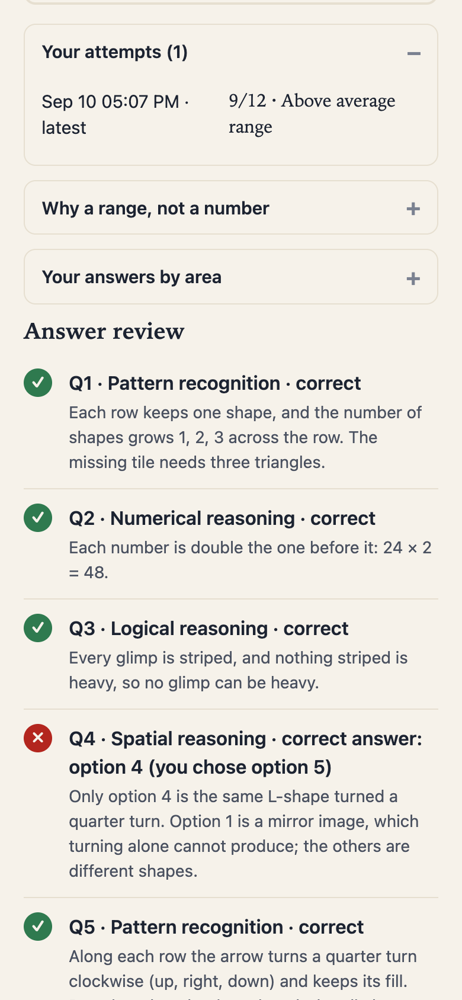 Your attempts (1)
Sep 10 05:07 PM ·
latest
9/12 · Above average
range
Why a range, not a number
Your answers by area
Answer review
Q1 · Pattern recognition · correct
Each row keeps one shape, and the number of
shapes grows 1, 2, 3 across the row. The
missing tile needs three triangles.
Q2 · Numerical reasoning · correct
Each number is double the one before it: 24 × 2
= 48.
Q3 · Logical reasoning · correct
Every glimp is striped, and nothing striped is
heavy, so no glimp can be heavy.
Q4 · Spatial reasoning · correct answer:
option 4 (you chose option 5)
Only option 4 is the same L-shape turned a
quarter turn. Option 1 is a mirror image, which
turning alone cannot produce; the others are
different shapes.
Q5 · Pattern recognition · correct
Along each row the arrow turns a quarter turn
clockwise (up, right, down) and keeps its fill.